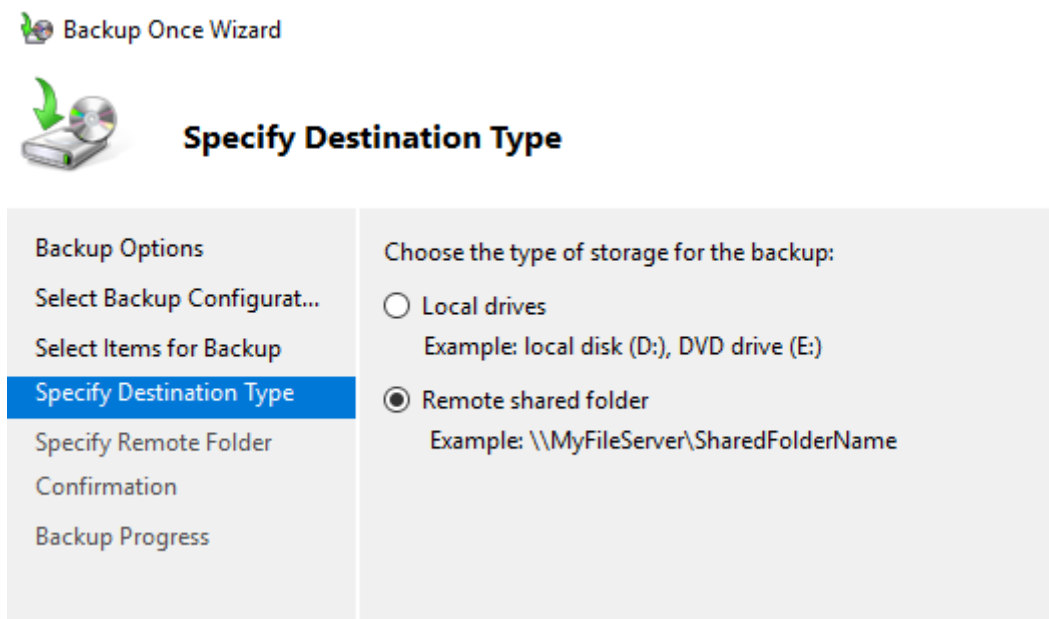 Backup Once Wizard
Specify Destination Type
Backup Options
Select Backup Configurat...
Select Items for Backup
Specify Destination Type
Specify Remote Folder
Confirmation
Backup Progress
Choose the type of storage for the backup:
Local drives
Example: local disk (D:), DVD drive (E:)
Remote shared folder
Example: \\MyFileServer\SharedFolderName